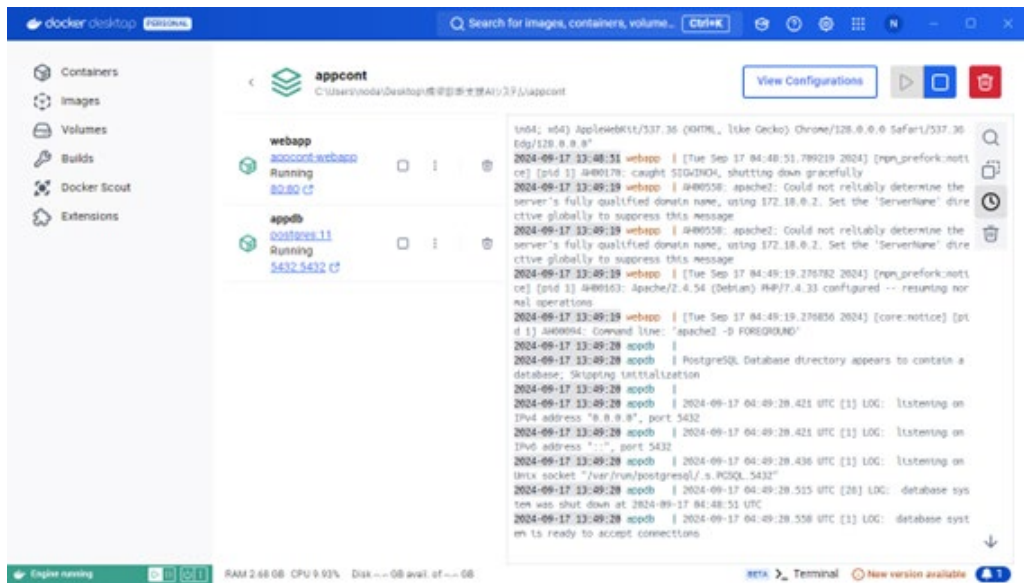 docker desktop PERSONAL
Search for images, containers, volume... Ctrl+K
N
Containers
Images
Volumes
Builds
Docker Scout
Extensions
appcont
C:\Users\noda\Desktop\橋梁診断支援AIシステム\appcont
View Configurations
webapp
appcont-webapp
Running
80:80
appdb
postgres:11
Running
5432:5432
in64; x64) AppleWebKit/537.36 (KHTML, like Gecko) Chrome/128.0.0.0 Safari/537.36
Edg/128.0.0.0"
2024-09-17 13:48:51 webapp | [Tue Sep 17 04:48:51.709219 2024] [mpm_prefork:noti
ce] [pid 1] AH00170: caught SIGWINCH, shutting down gracefully
2024-09-17 13:49:19 webapp | AH00558: apache2: Could not reliably determine the
server's fully qualified domain name, using 172.18.0.2. Set the 'ServerName' dire
ctive globally to suppress this message
2024-09-17 13:49:19 webapp | AH00558: apache2: Could not reliably determine the
server's fully qualified domain name, using 172.18.0.2. Set the 'ServerName' dire
ctive globally to suppress this message
2024-09-17 13:49:19 webapp | [Tue Sep 17 04:49:19.276782 2024] [mpm_prefork:noti
ce] [pid 1] AH00163: Apache/2.4.54 (Debian) PHP/7.4.33 configured -- resuming nor
mal operations
2024-09-17 13:49:19 webapp | [Tue Sep 17 04:49:19.276856 2024] [core:notice] [pi
d 1] AH00094: Command line: 'apache2 -D FOREGROUND'
2024-09-17 13:49:20 appdb |
2024-09-17 13:49:20 appdb | PostgreSQL Database directory appears to contain a
database; Skipping initialization
2024-09-17 13:49:20 appdb |
2024-09-17 13:49:20 appdb | 2024-09-17 04:49:20.421 UTC [1] LOG: listening on
IPv4 address "0.0.0.0", port 5432
2024-09-17 13:49:20 appdb | 2024-09-17 04:49:20.421 UTC [1] LOG: listening on
IPv6 address "::", port 5432
2024-09-17 13:49:20 appdb | 2024-09-17 04:49:20.436 UTC [1] LOG: listening on
Unix socket "/var/run/postgresql/.s.PGSQL.5432"
2024-09-17 13:49:20 appdb | 2024-09-17 04:49:20.515 UTC [26] LOG: database sys
tem was shut down at 2024-09-17 04:48:51 UTC
2024-09-17 13:49:20 appdb | 2024-09-17 04:49:20.558 UTC [1] LOG: database syst
em is ready to accept connections
Engine running
RAM 2.68 GB CPU 9.93% Disk -.-- GB avail. of -.-- GB
BETA >_ Terminal New version available 1